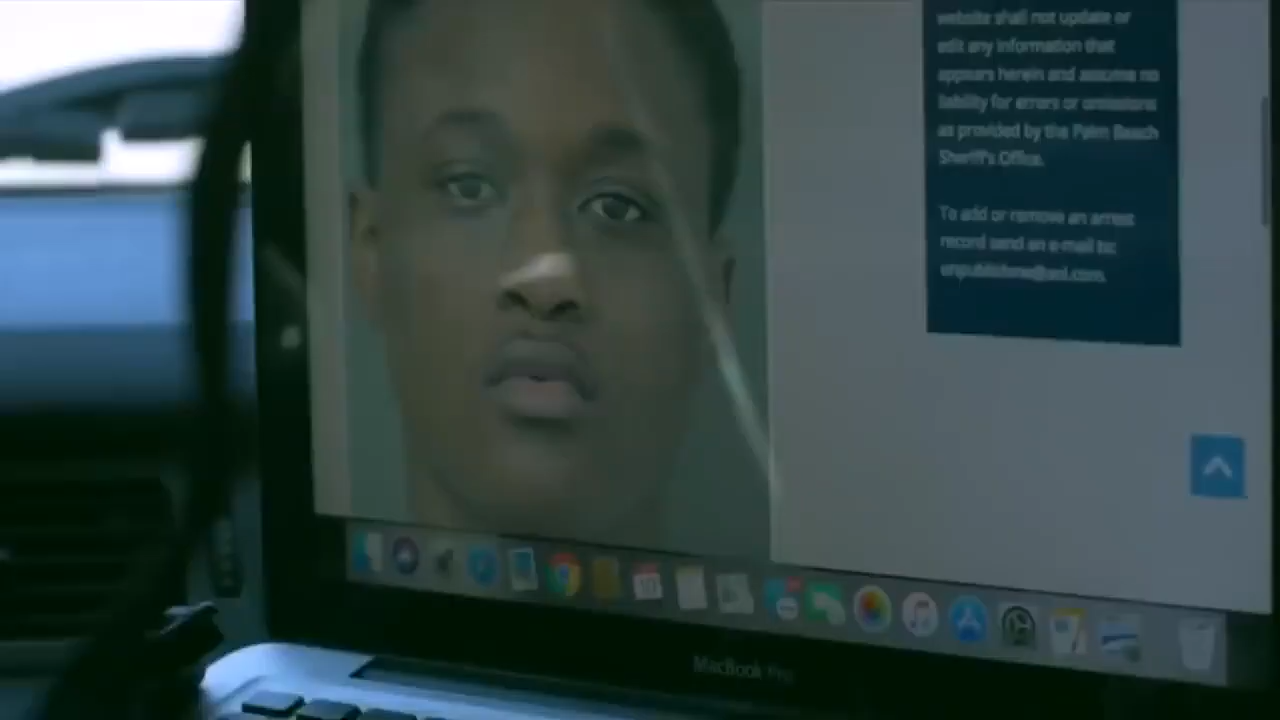 website shall not update or
edit any information that
appears herein and assume no
liability for errors or omissions
as provided by the Palm Beach
Sheriff's Office.
To add or remove an arrest
record send an e-mail to:
MacBook Pro